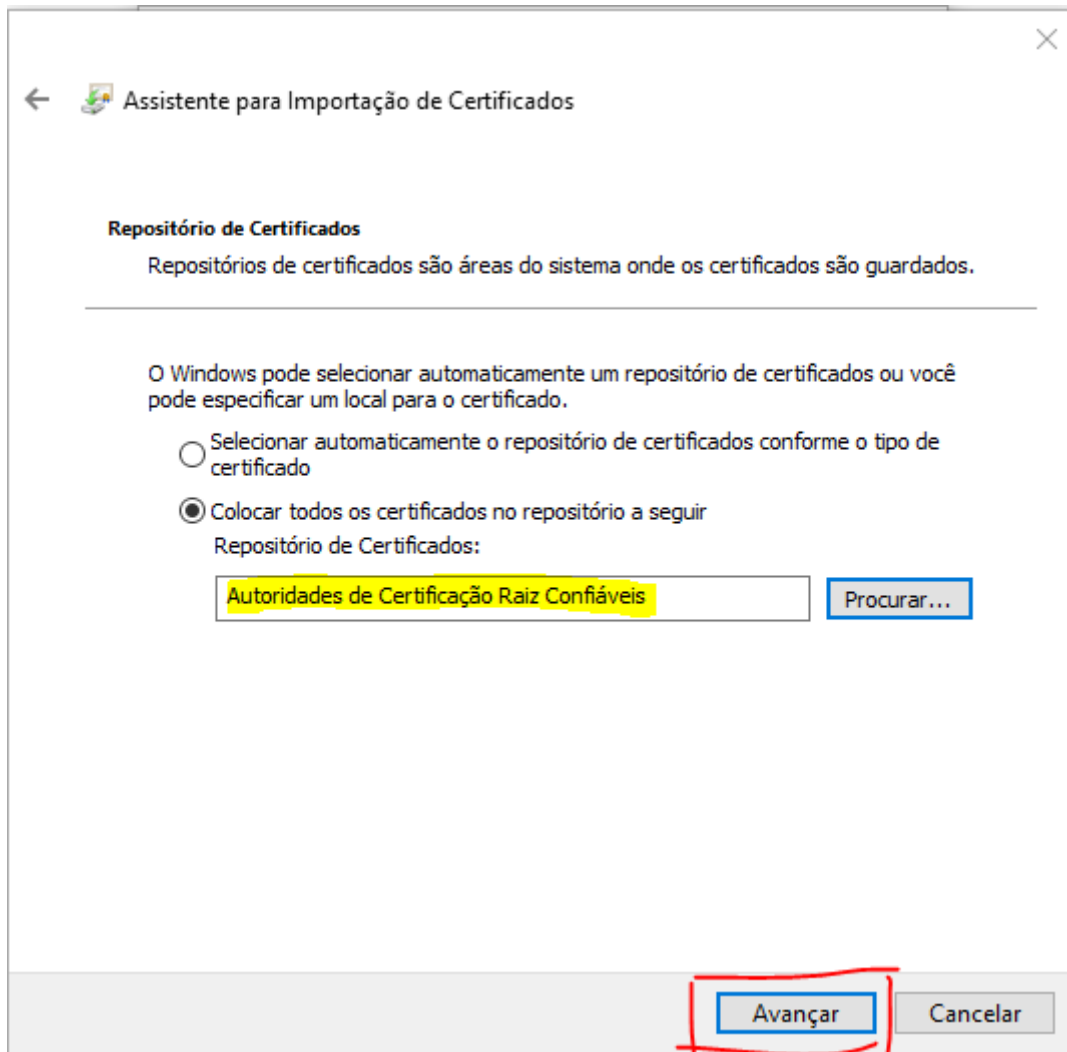 Assistente para Importação de Certificados
Repositório de Certificados
Repositórios de certificados são áreas do sistema onde os certificados são guardados.
O Windows pode selecionar automaticamente um repositório de certificados ou você
pode especificar um local para o certificado.
Selecionar automaticamente o repositório de certificados conforme o tipo de
certificado
Colocar todos os certificados no repositório a seguir
Repositório de Certificados:
Autoridades de Certificação Raiz Confiáveis
Procurar...
Avançar
Cancelar